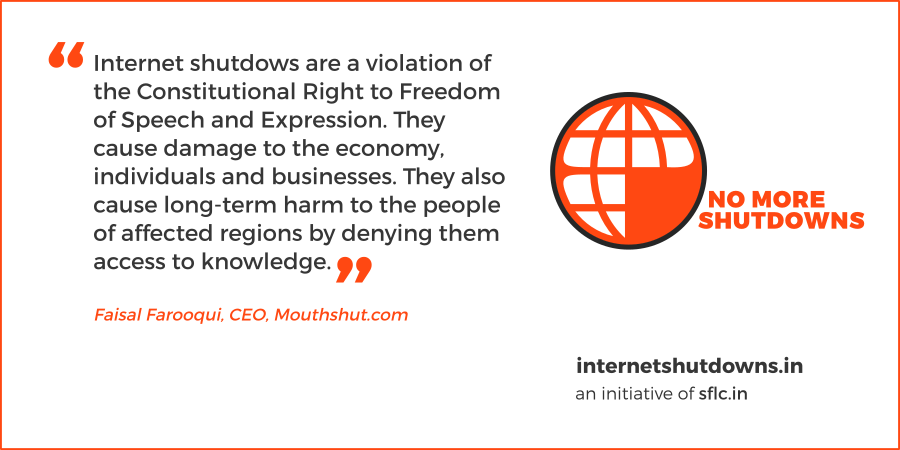 “ Internet shutdows are a violation of
the Constitutional Right to Freedom
of Speech and Expression. They
cause damage to the economy,
individuals and businesses. They also
cause long-term harm to the people
of affected regions by denying them
access to knowledge. ”
Faisal Farooqui, CEO, Mouthshut.com
NO MORE
SHUTDOWNS
internetshutdowns.in
an initiative of sflc.in